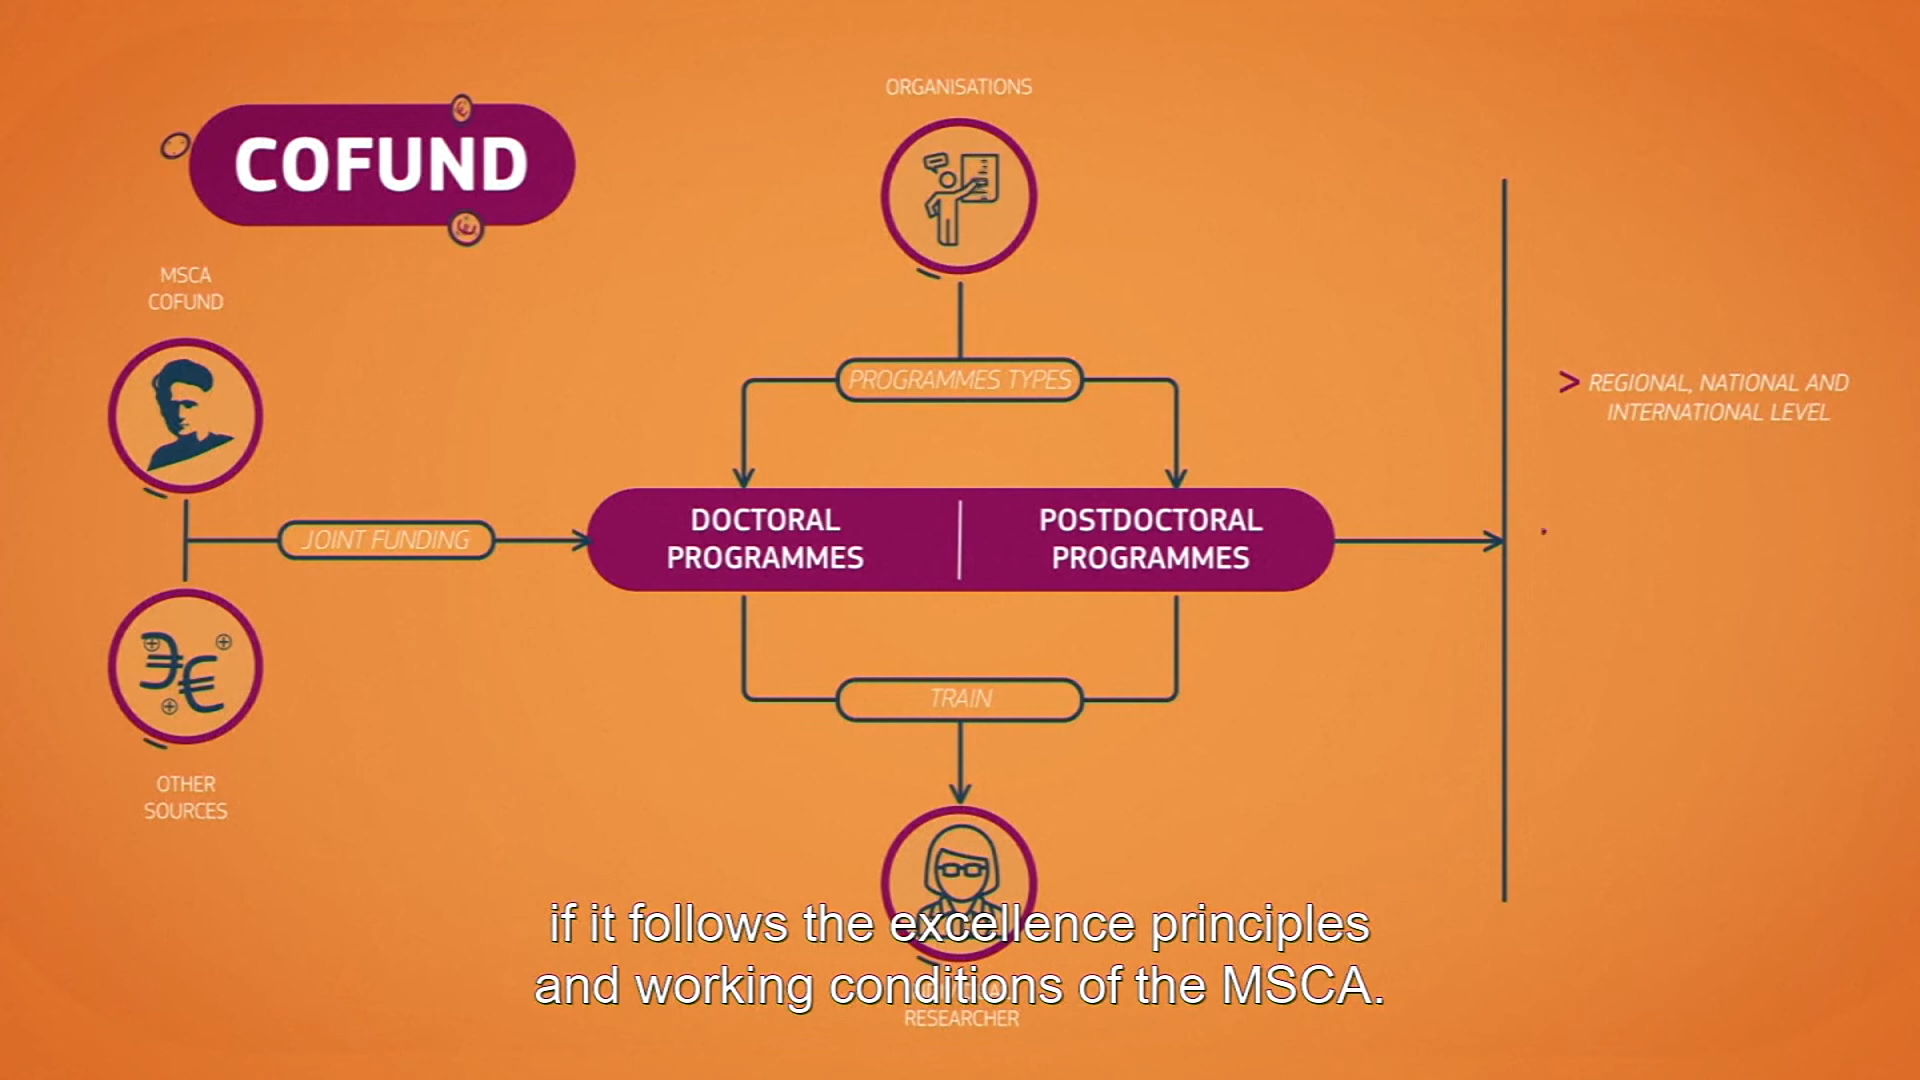 COFUND
ORGANISATIONS
MSCA
COFUND
PROGRAMMES TYPES
> REGIONAL, NATIONAL AND
INTERNATIONAL LEVEL
JOINT FUNDING
DOCTORAL
PROGRAMMES
POSTDOCTORAL
PROGRAMMES
TRAIN
OTHER
SOURCES
if it follows the excellence principles
and working conditions of the MSCA.
RESEARCHER